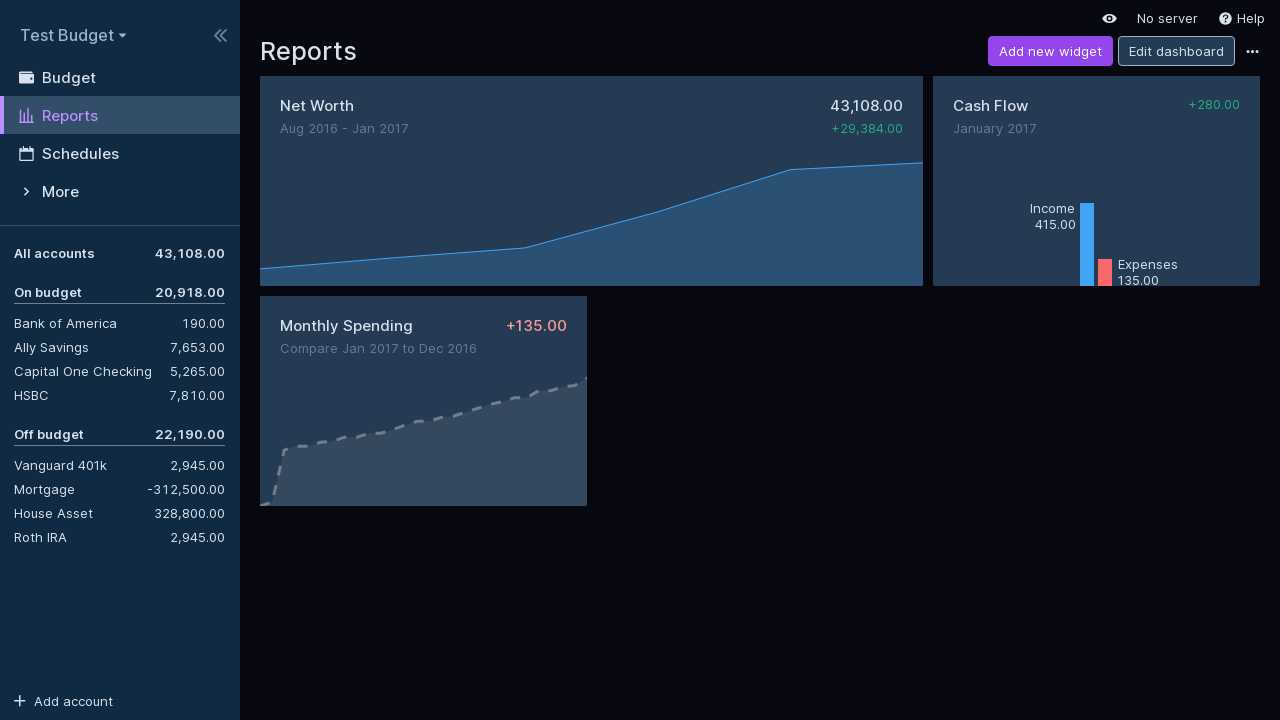 Test Budget
Budget
Reports
Schedules
More
All accounts 43,108.00
On budget 20,918.00
Bank of America 190.00
Ally Savings 7,653.00
Capital One Checking 5,265.00
HSBC 7,810.00
Off budget 22,190.00
Vanguard 401k 2,945.00
Mortgage -312,500.00
House Asset 328,800.00
Roth IRA 2,945.00
Add account
No server Help
Reports
Add new widget Edit dashboard
Net Worth 43,108.00
Aug 2016 - Jan 2017 +29,384.00
Cash Flow +280.00
January 2017
Income
415.00
Expenses
135.00
Monthly Spending +135.00
Compare Jan 2017 to Dec 2016